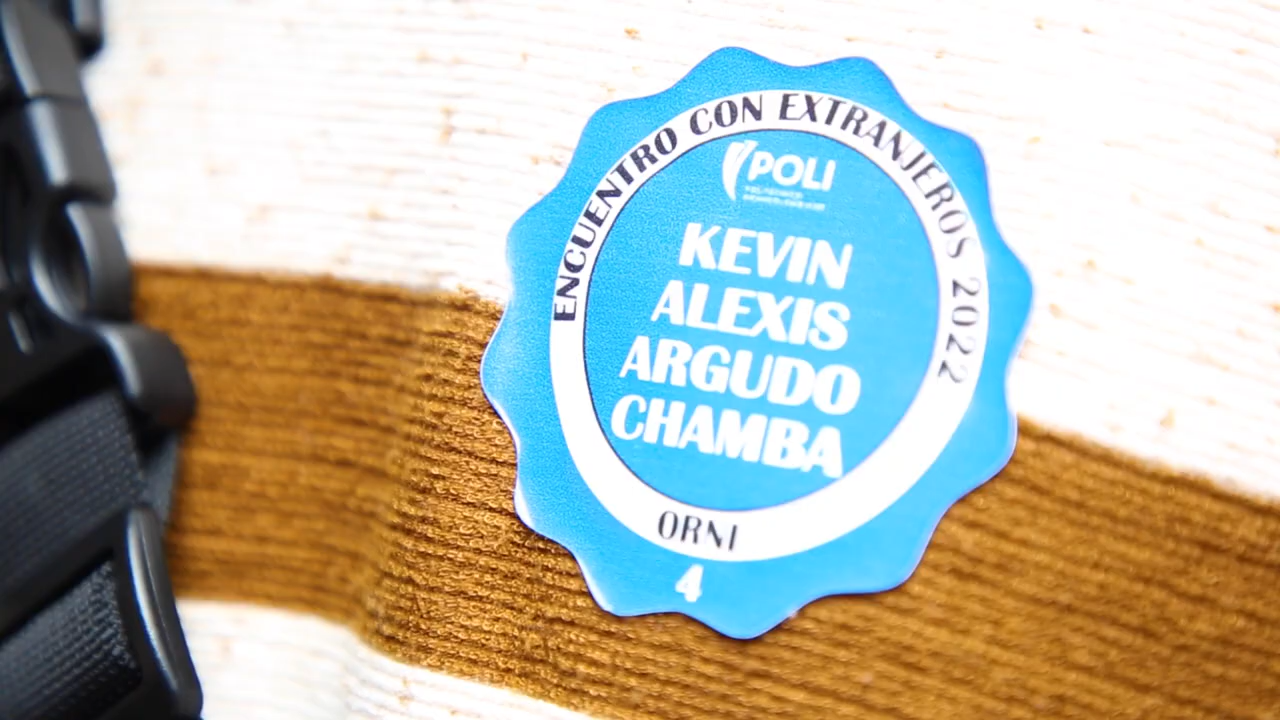 ENCUENTRO CON EXTRANJEROS 2022
POLI
KEVIN
ALEXIS
ARGUDO
CHAMBA
ORNI
4